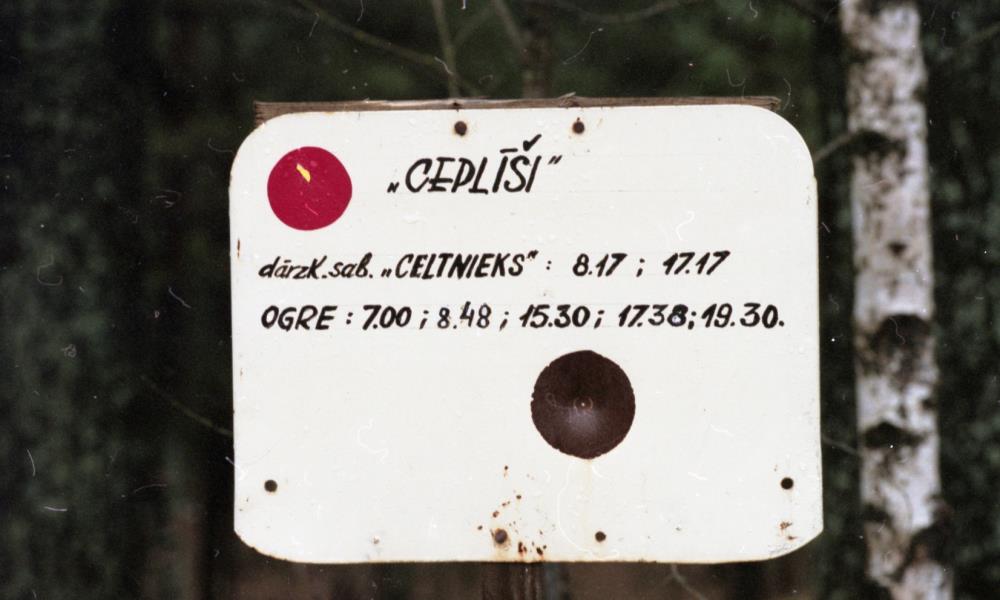 „CEPLĪŠI”
dārzk.sab. „CELTNIEKS” : 8.17 ; 17.17
OGRE : 7.00 ; 8.48 ; 15.30 ; 17.38; 19.30.